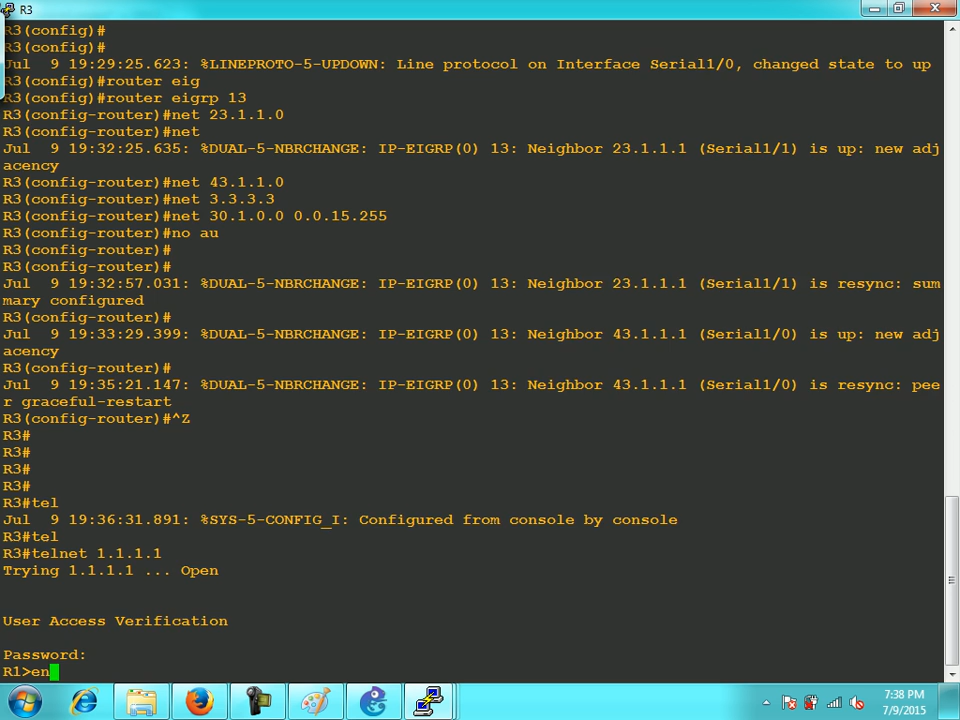 R3
R3(config)#
R3(config)#
Jul  9 19:29:25.623: %LINEPROTO-5-UPDOWN: Line protocol on Interface Serial1/0, changed state to up
R3(config)#router eig
R3(config)#router eigrp 13
R3(config-router)#net 23.1.1.0
R3(config-router)#net
Jul  9 19:32:25.635: %DUAL-5-NBRCHANGE: IP-EIGRP(0) 13: Neighbor 23.1.1.1 (Serial1/1) is up: new adj
acency
R3(config-router)#net 43.1.1.0
R3(config-router)#net 3.3.3.3
R3(config-router)#net 30.1.0.0 0.0.15.255
R3(config-router)#no au
R3(config-router)#
R3(config-router)#
Jul  9 19:32:57.031: %DUAL-5-NBRCHANGE: IP-EIGRP(0) 13: Neighbor 23.1.1.1 (Serial1/1) is resync: sum
mary configured
R3(config-router)#
Jul  9 19:33:29.399: %DUAL-5-NBRCHANGE: IP-EIGRP(0) 13: Neighbor 43.1.1.1 (Serial1/0) is up: new adj
acency
R3(config-router)#
Jul  9 19:35:21.147: %DUAL-5-NBRCHANGE: IP-EIGRP(0) 13: Neighbor 43.1.1.1 (Serial1/0) is resync: pee
r graceful-restart
R3(config-router)#^Z
R3#
R3#
R3#
R3#
R3#tel
Jul  9 19:36:31.891: %SYS-5-CONFIG_I: Configured from console by console
R3#tel
R3#telnet 1.1.1.1
Trying 1.1.1.1 ... Open
User Access Verification
Password:
R1>en
7:38 PM
7/9/2015